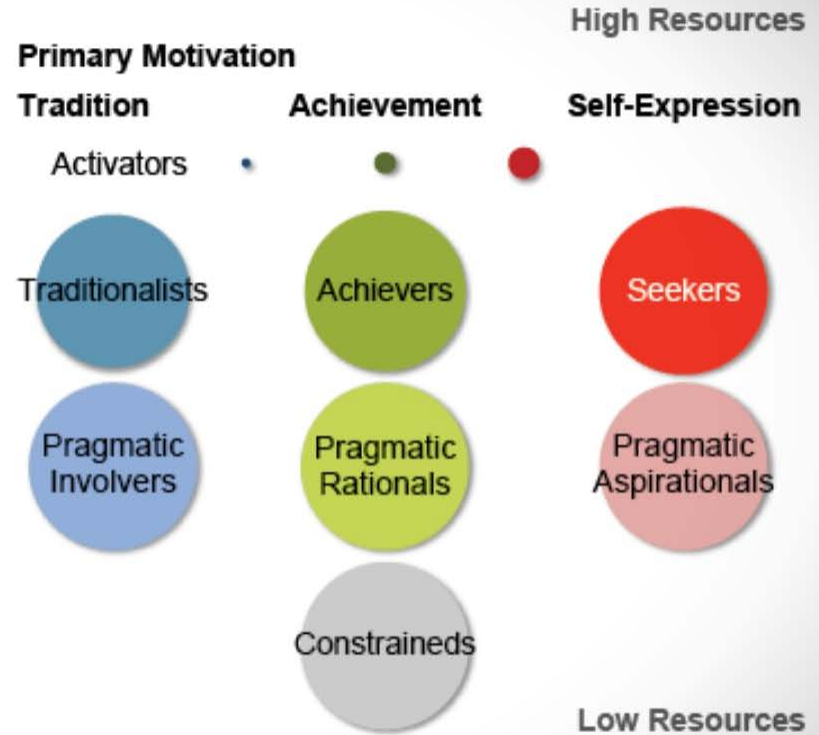 High Resources
Primary Motivation
Tradition Achievement Self-Expression
Activators
Traditionalists Achievers Seekers
Pragmatic Involvers Pragmatic Rationals Pragmatic Aspirationals
Constraineds
Low Resources